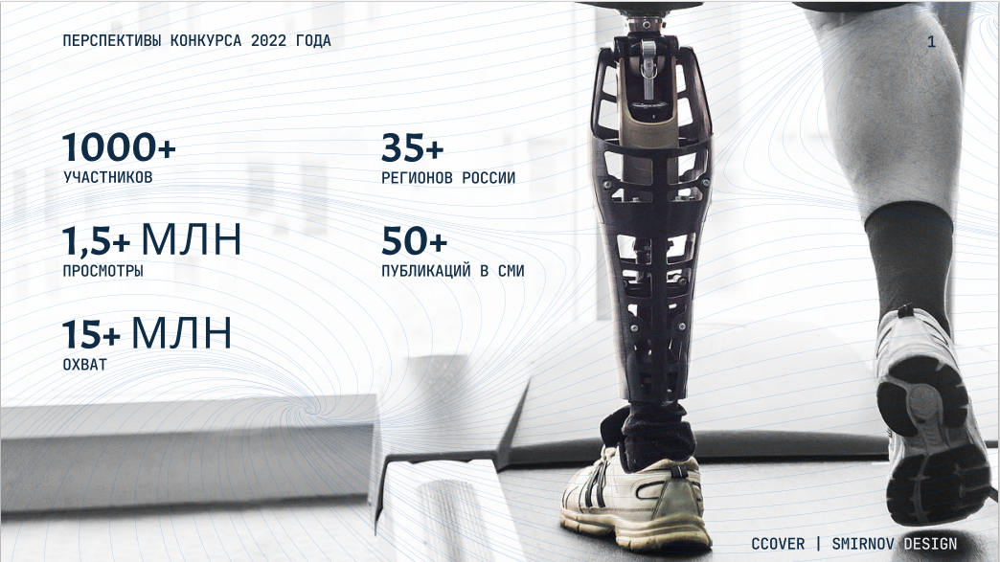 ПЕРСПЕКТИВЫ КОНКУРСА 2022 ГОДА
1
1000+
УЧАСТНИКОВ
35+
РЕГИОНОВ РОССИИ
1,5+ МЛН
ПРОСМОТРЫ
50+
ПУБЛИКАЦИЙ В СМИ
15+ МЛН
ОХВАТ
CCOVER | SMIRNOV DESIGN